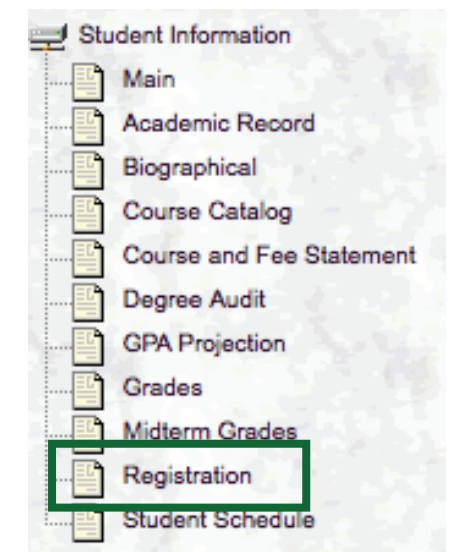 Student Information
Main
Academic Record
Biographical
Course Catalog
Course and Fee Statement
Degree Audit
GPA Projection
Grades
Midterm Grades
Registration
Student Schedule